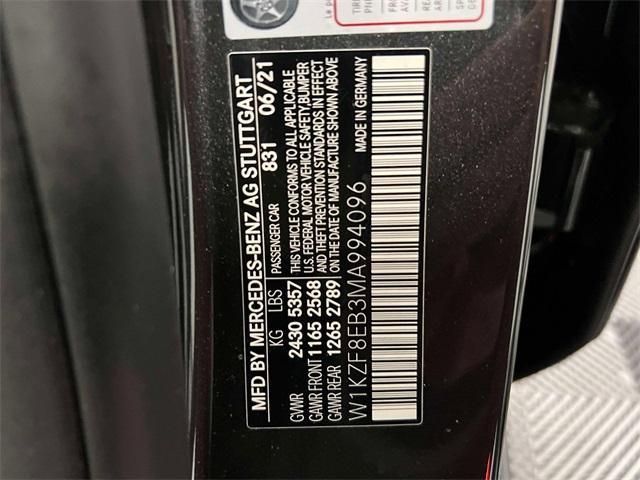 MFD BY MERCEDES-BENZ AG STUTTGART
KG LBS PASSENGER CAR 831 06/21
GVWR 2430 5357 THIS VEHICLE CONFORMS TO ALL APPLICABLE
U.S. FEDERAL MOTOR VEHICLE SAFETY,BUMPER
GAWR FRONT 1165 2568 AND THEFT PREVENTION STANDARDS IN EFFECT
GAWR REAR 1265 2789 ON THE DATE OF MANUFACTURE SHOWN ABOVE
W1KZF8EB3MA994096 MADE IN GERMANY